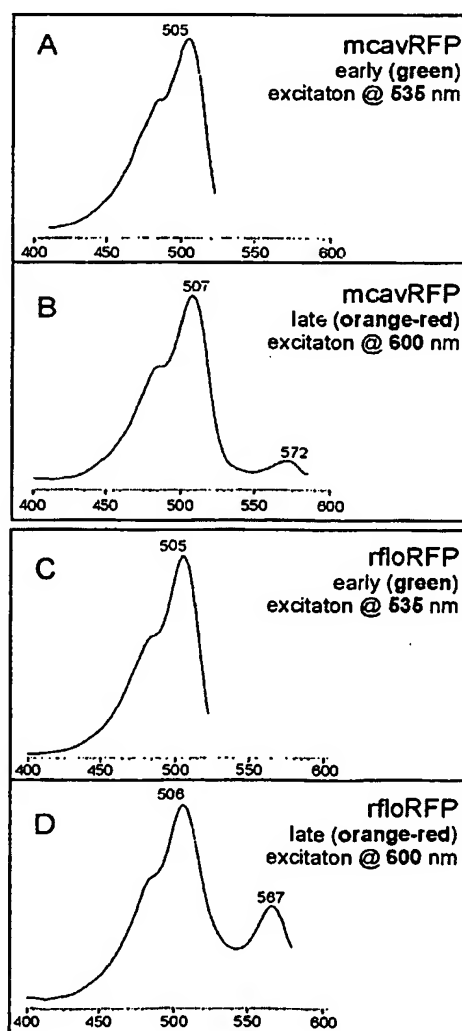 A
505
mcavRFP
early (green)
excitaton @ 535 nm
400 450 500 550 600
B
507
572
mcavRFP
late (orange-red)
excitaton @ 600 nm
400 450 500 550 600
C
505
rfloRFP
early (green)
excitaton @ 535 nm
400 450 500 550 600
D
506
567
rfloRFP
late (orange-red)
excitaton @ 600 nm
400 450 500 550 600